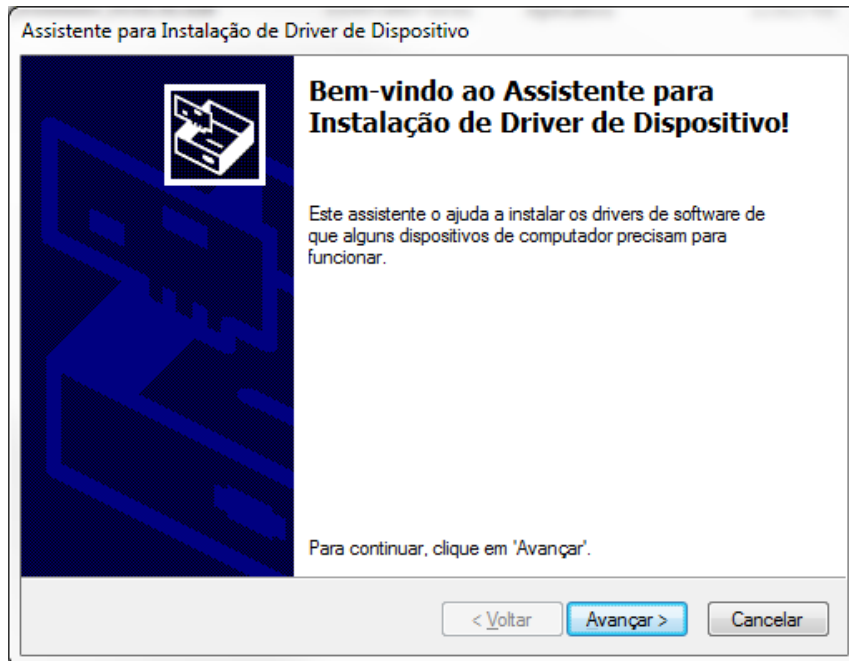 Assistente para Instalação de Driver de Dispositivo
Bem-vindo ao Assistente para
Instalação de Driver de Dispositivo!
Este assistente o ajuda a instalar os drivers de software de
que alguns dispositivos de computador precisam para
funcionar.
Para continuar, clique em 'Avançar'.
< Voltar Avançar > Cancelar